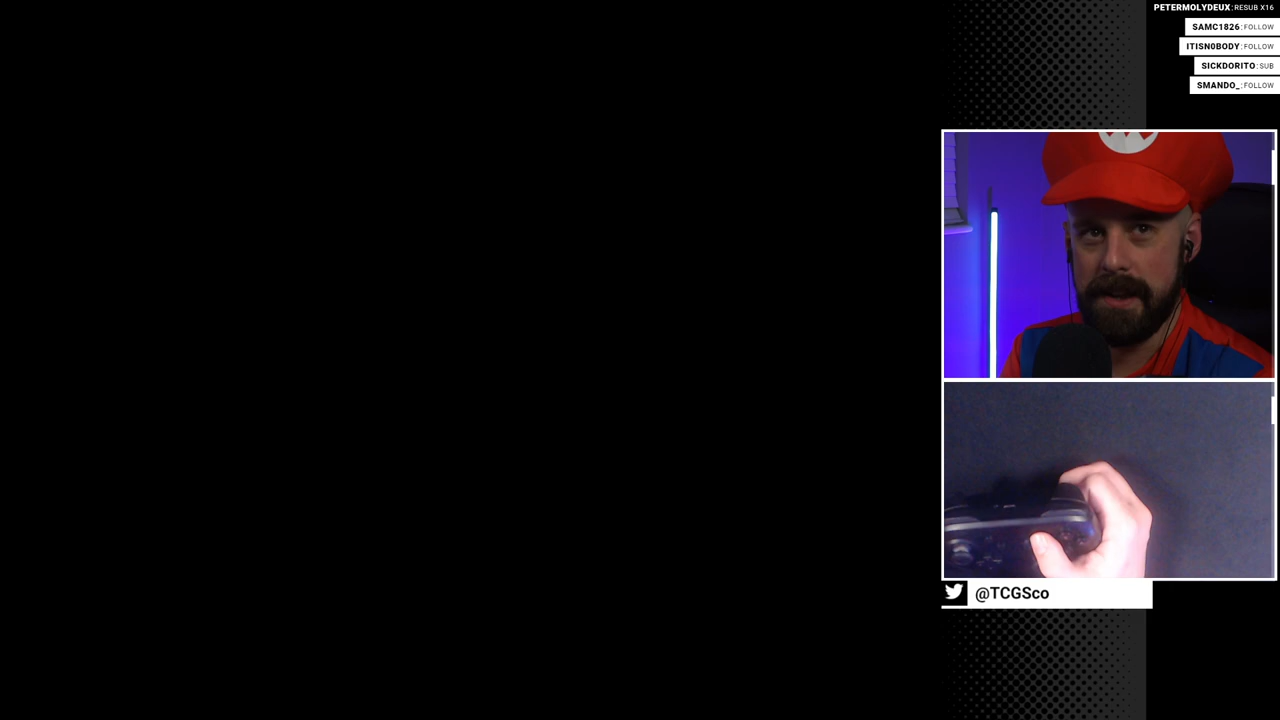 PETERMOLYDEUX:RESUB X16
SAMC1826:FOLLOW
ITISN0BODY:FOLLOW
SICKDORITO:SUB
SMANDO_:FOLLOW
@TCGSco